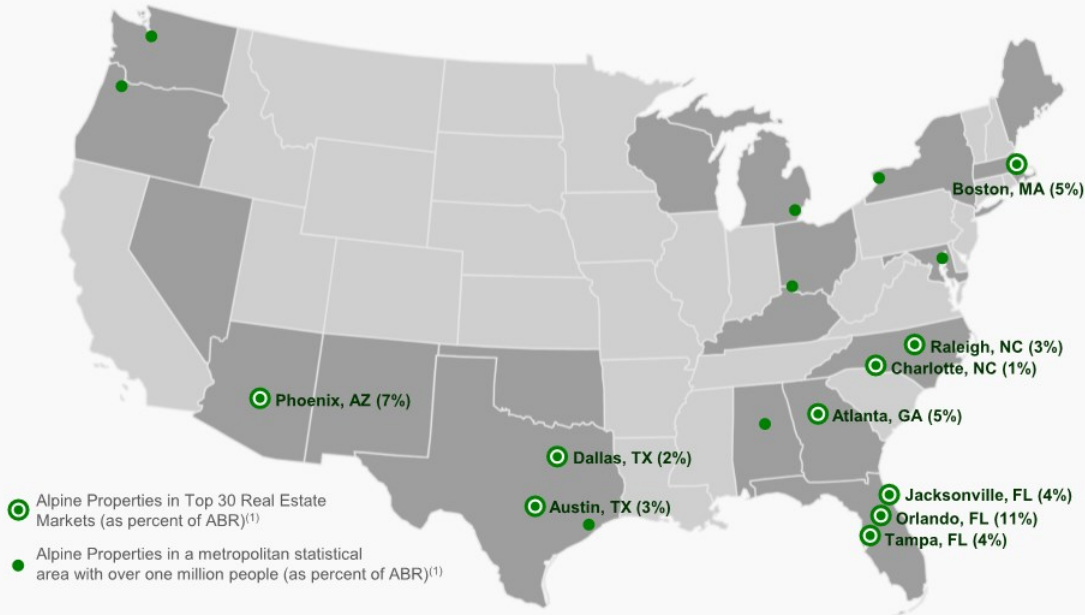 Boston, MA (5%)
Raleigh, NC (3%)
Charlotte, NC (1%)
Phoenix, AZ (7%)
Atlanta, GA (5%)
Dallas, TX (2%)
Jacksonville, FL (4%)
Austin, TX (3%)
Orlando, FL (11%)
Tampa, FL (4%)
Alpine Properties in Top 30 Real Estate
Markets (as percent of ABR)(1)
Alpine Properties in a metropolitan statistical
area with over one million people (as percent of ABR)(1)